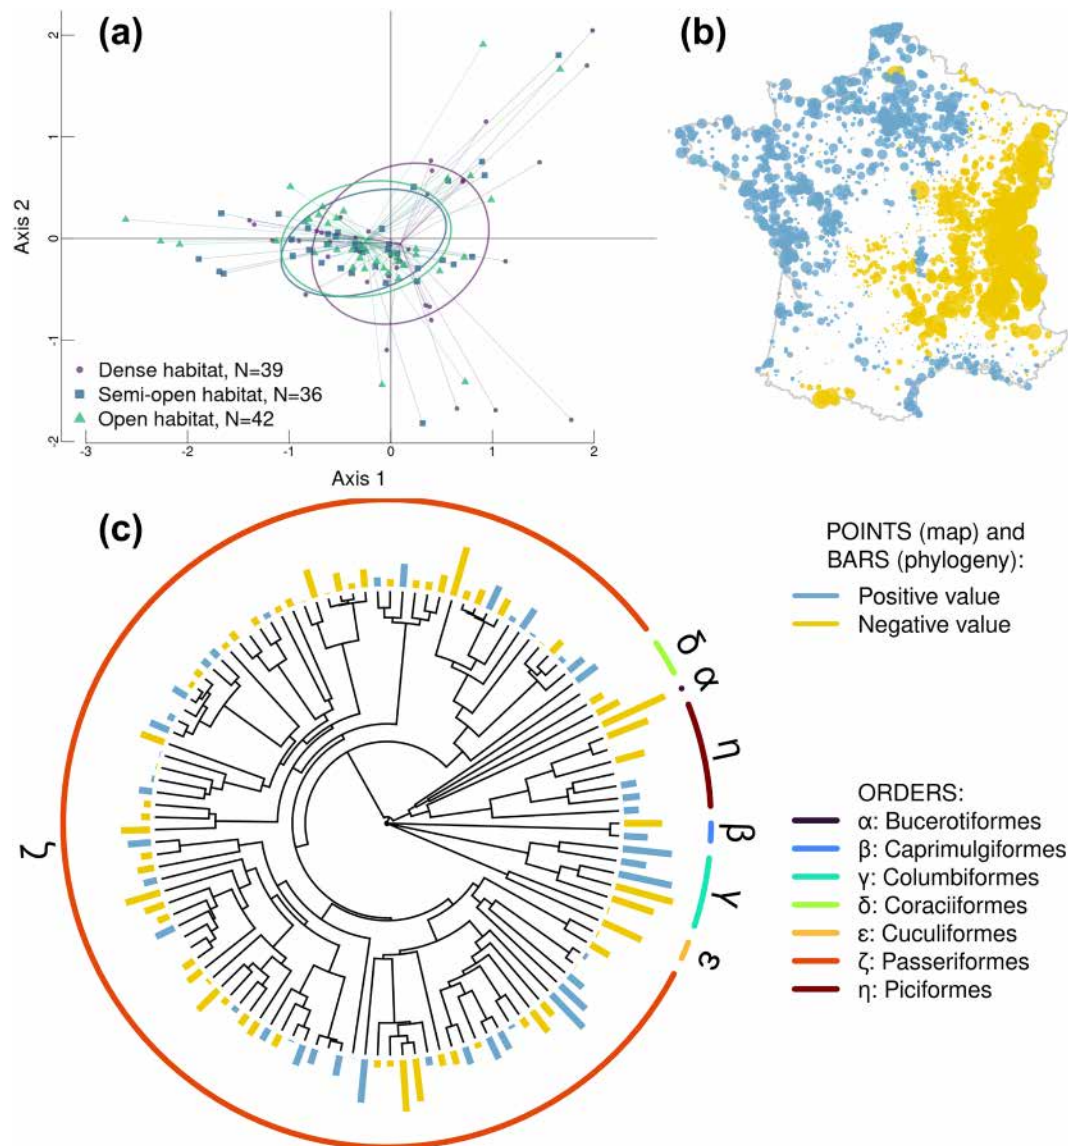 (a)
(b)
2
1
0
-1
-2
Axis 2
Dense habitat, N=39
Semi-open habitat, N=36
Open habitat, N=42
-3
-2
-1
0
1
2
Axis 1
(c)
POINTS (map) and
BARS (phylogeny):
Positive value
Negative value
δ
α
η
β
γ
ε
ζ
ORDERS:
α: Bucerotiformes
β: Caprimulgiformes
γ: Columbiformes
δ: Coraciiformes
ε: Cuculiformes
ζ: Passeriformes
η: Piciformes